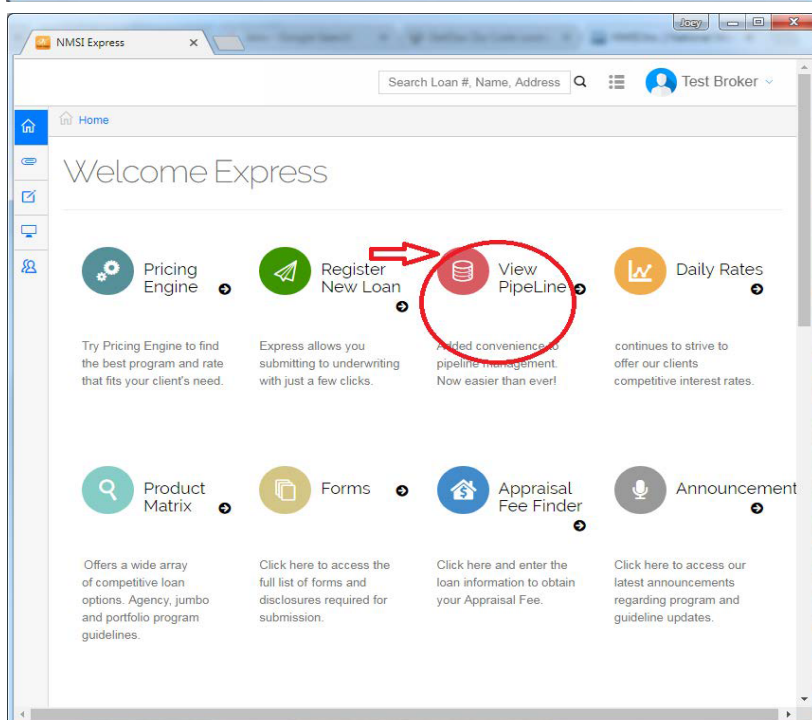 Joey
NMSI Express
Search Loan #, Name, Address
Test Broker
Home
Welcome Express
Pricing
Engine
Try Pricing Engine to find
the best program and rate
that fits your client's need.
Register
New Loan
Express allows you
submitting to underwriting
with just a few clicks.
View
PipeLine
Added convenience to
pipeline management.
Now easier than ever!
Daily Rates
continues to strive to
offer our clients
competitive interest rates.
Product
Matrix
Offers a wide array
of competitive loan
options. Agency, jumbo
and portfolio program
guidelines.
Forms
Click here to access the
full list of forms and
disclosures required for
submission.
Appraisal
Fee Finder
Click here and enter the
loan information to obtain
your Appraisal Fee.
Announcement
Click here to access our
latest announcements
regarding program and
guideline updates.